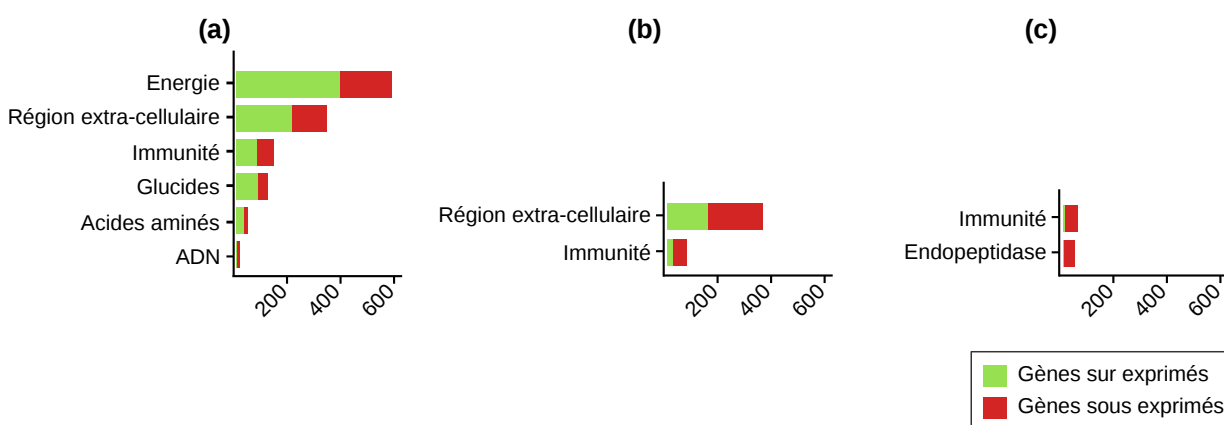 (a)
Energie
Région extra-cellulaire
Immunité
Glucides
Acides aminés
ADN
200
400
600
(b)
Région extra-cellulaire
Immunité
200
400
600
(c)
Immunité
Endopeptidase
200
400
600
Gènes sur exprimés
Gènes sous exprimés